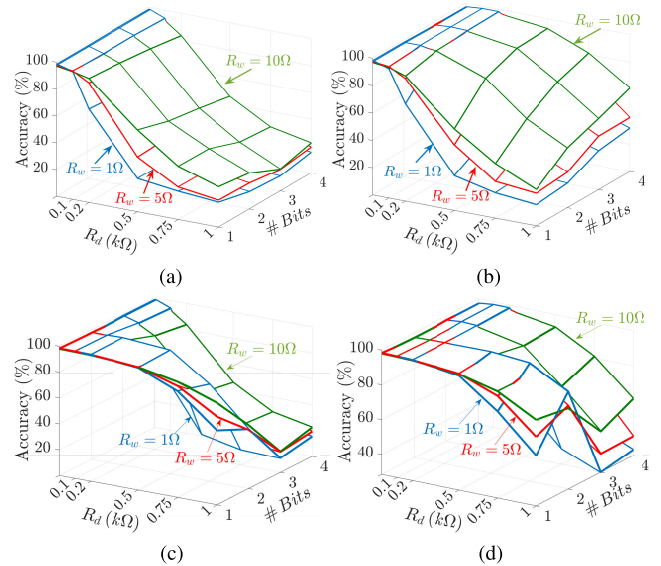 100
80
60
40
20
Accuracy (%)
R_w = 10Ω
R_w = 1Ω
R_w = 5Ω
0.1
0.2
0.5
0.75
1
R_d (kΩ)
1
2
3
4
# Bits
(a)
100
80
60
40
20
Accuracy (%)
R_w = 10Ω
R_w = 1Ω
R_w = 5Ω
0.1
0.2
0.5
0.75
1
R_d (kΩ)
1
2
3
4
# Bits
(b)
100
80
60
40
20
Accuracy (%)
R_w = 10Ω
R_w = 1Ω
R_w = 5Ω
0.1
0.2
0.5
0.75
1
R_d (kΩ)
1
2
3
4
# Bits
(c)
100
80
60
40
Accuracy (%)
R_w = 10Ω
R_w = 1Ω
R_w = 5Ω
0.1
0.2
0.5
0.75
1
R_d (kΩ)
1
2
3
4
# Bits
(d)